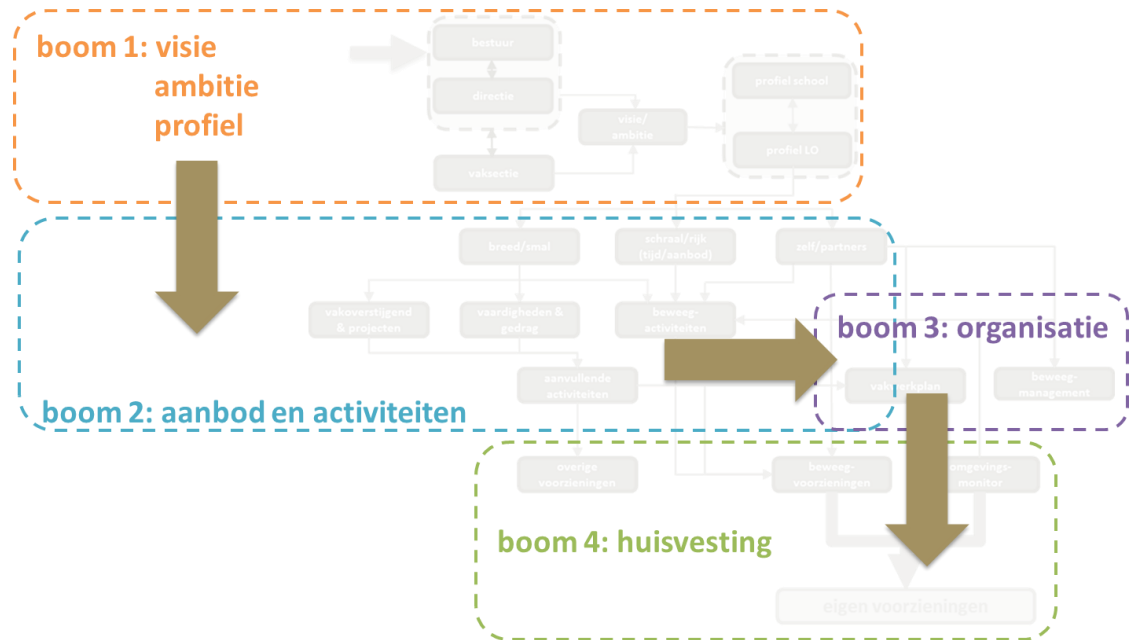 boom 1: visie
ambitie
profiel
bestuur
directie
vaksectie
visie/
ambitie
profiel school
profiel LO
breed/smal
schraal/rijk
(tijd/aanbod)
zelf/partners
vakoverstijgend
& projecten
vaardigheden &
gedrag
beweeg-
activiteiten
boom 3: organisatie
aanvullende
activiteiten
vakwerkplan
beweeg-
management
boom 2: aanbod en activiteiten
overige
voorzieningen
beweeg-
voorzieningen
omgevings-
monitor
boom 4: huisvesting
eigen voorzieningen